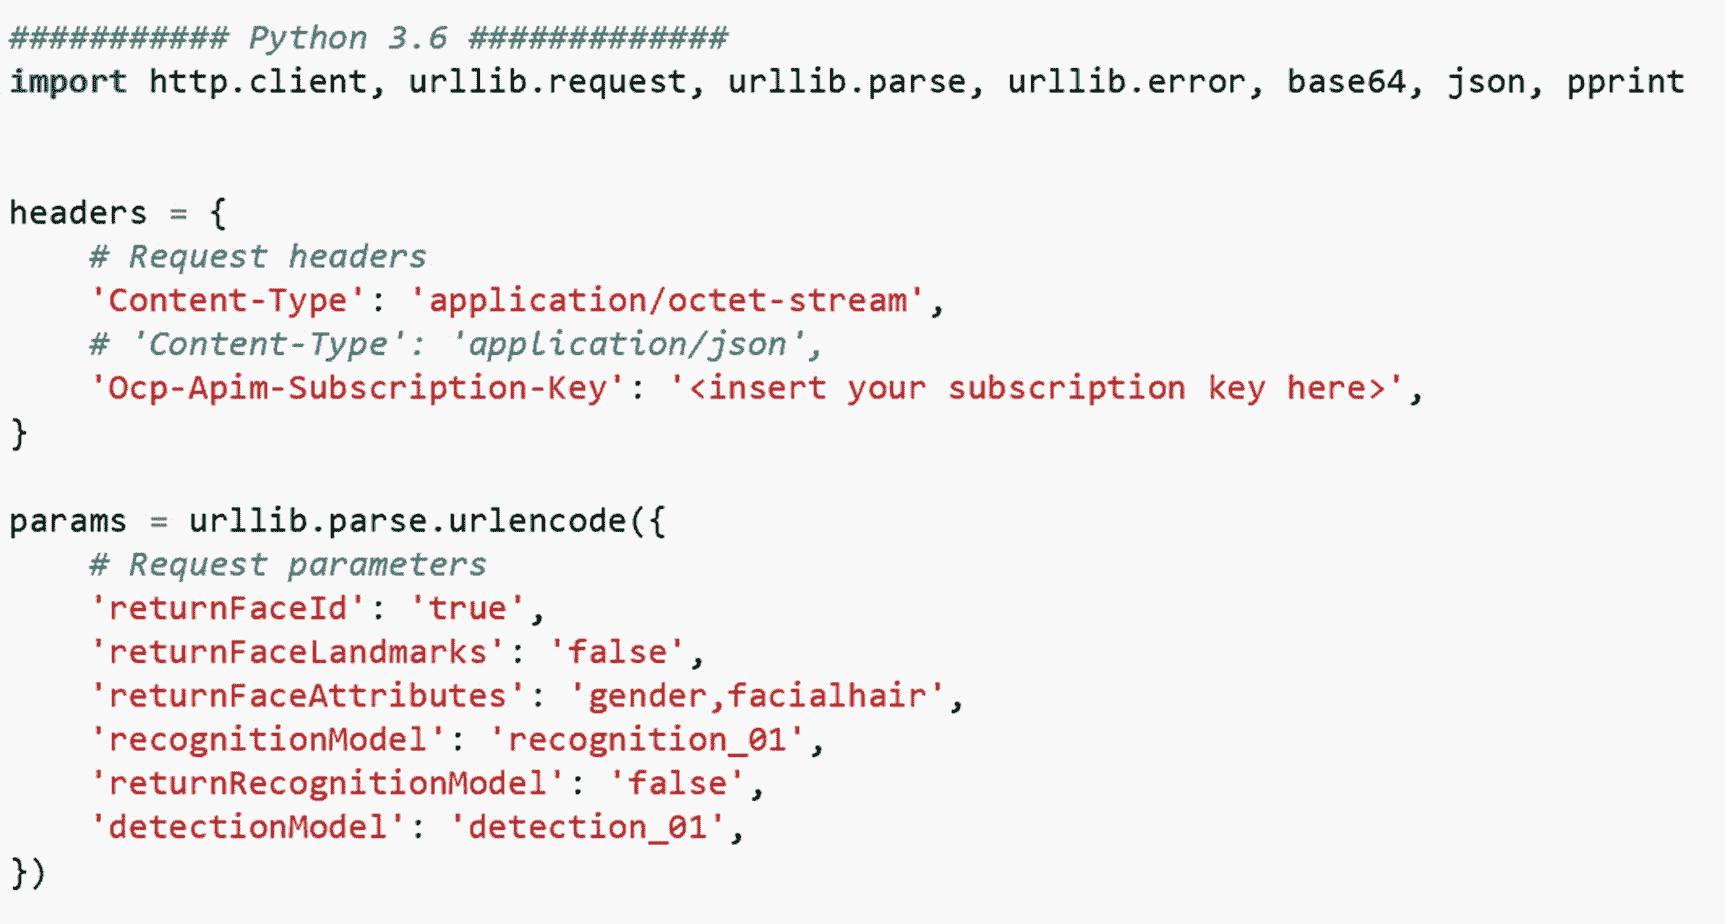 ########### Python 3.6 #############
import http.client, urllib.request, urllib.parse, urllib.error, base64, json, pprint
headers = {
    # Request headers
    'Content-Type': 'application/octet-stream',
    # 'Content-Type': 'application/json',
    'Ocp-Apim-Subscription-Key': '<insert your subscription key here>',
}
params = urllib.parse.urlencode({
    # Request parameters
    'returnFaceId': 'true',
    'returnFaceLandmarks': 'false',
    'returnFaceAttributes': 'gender,facialhair',
    'recognitionModel': 'recognition_01',
    'returnRecognitionModel': 'false',
    'detectionModel': 'detection_01',
})